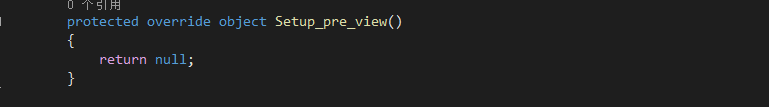 0 个引用
protected override object Setup_pre_view()
{
    return null;
}